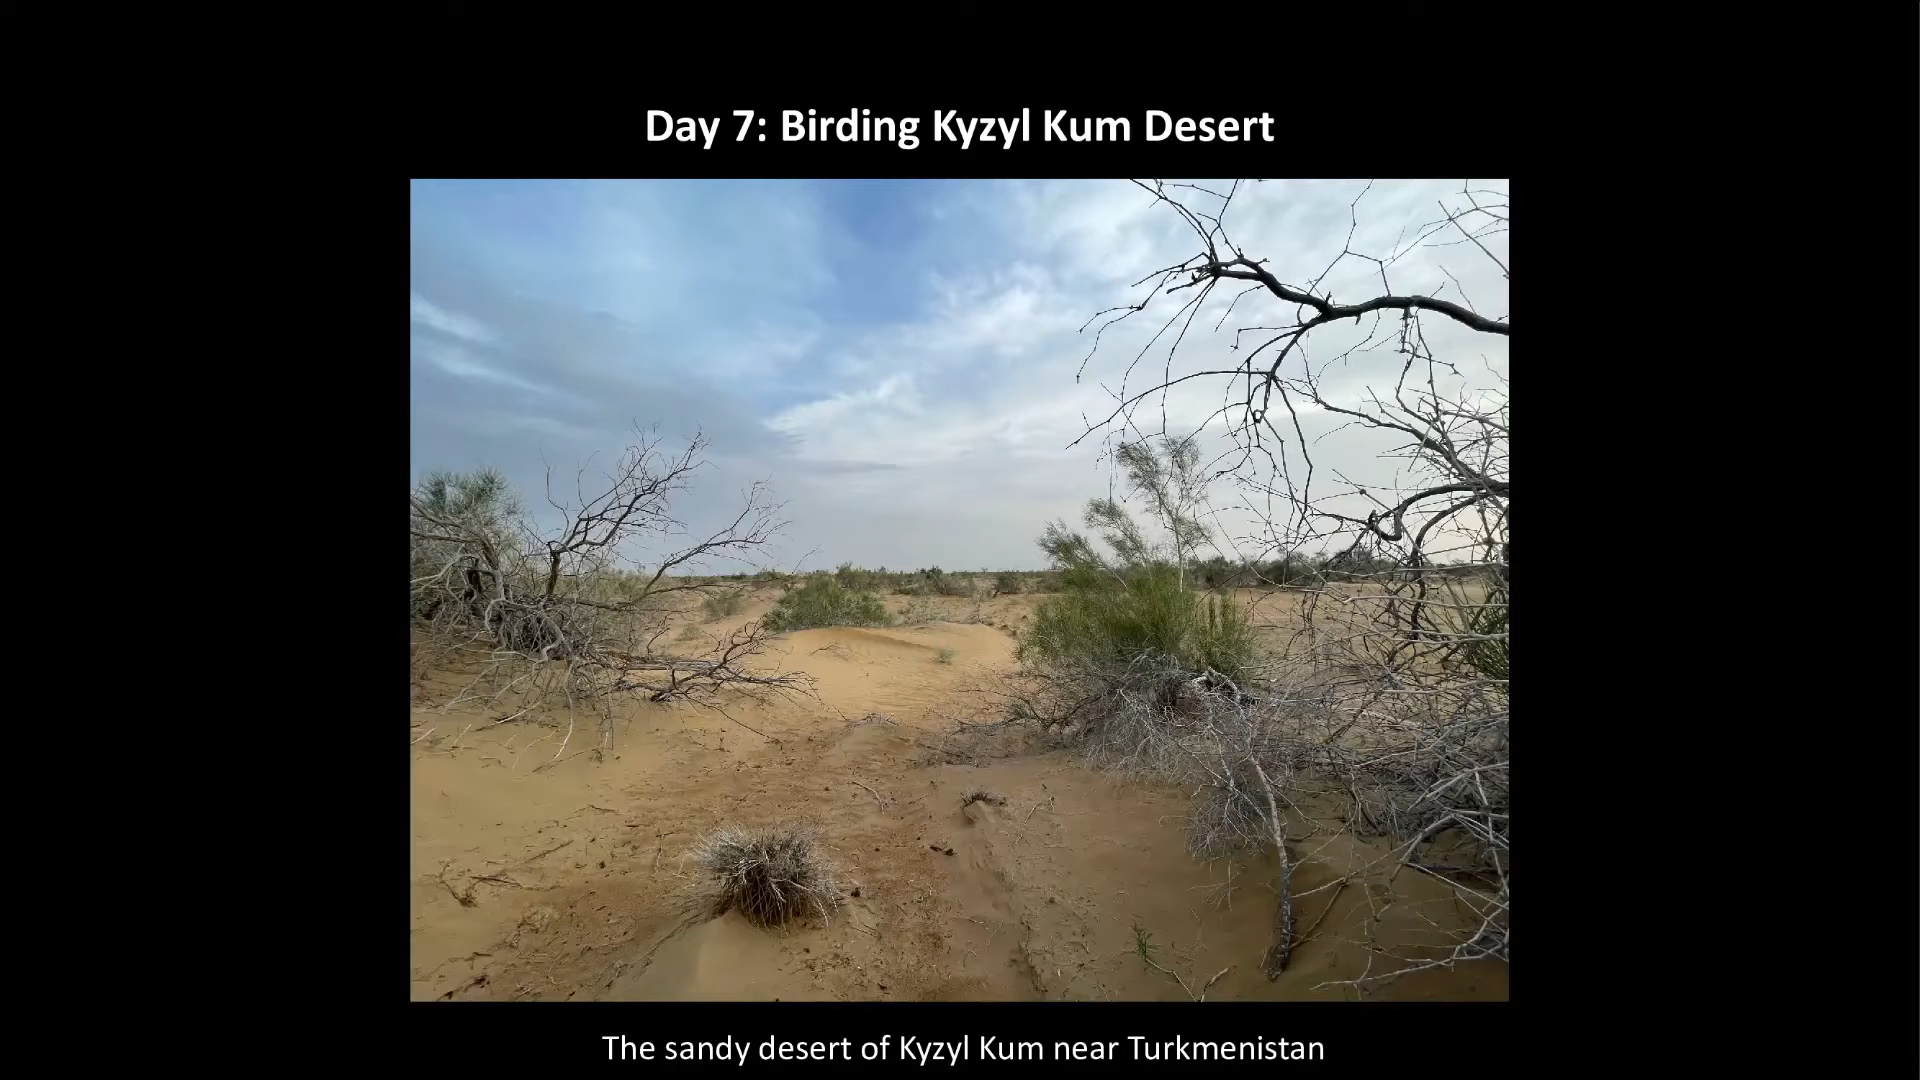 Day 7: Birding Kyzyl Kum Desert
The sandy desert of Kyzyl Kum near Turkmenistan